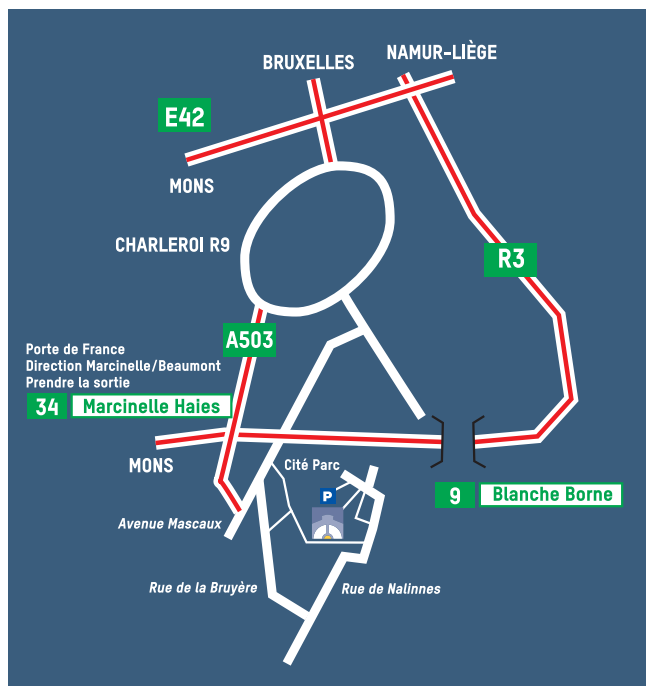 NAMUR-LIÈGE
BRUXELLES
E42
MONS
CHARLEROI R9
R3
A503
Porte de France
Direction Marcinelle/Beaumont
Prendre la sortie
34 Marcinelle Haies
MONS
Cité Parc
P
9 Blanche Borne
Avenue Mascaux
Rue de la Bruyère
Rue de Nalinnes